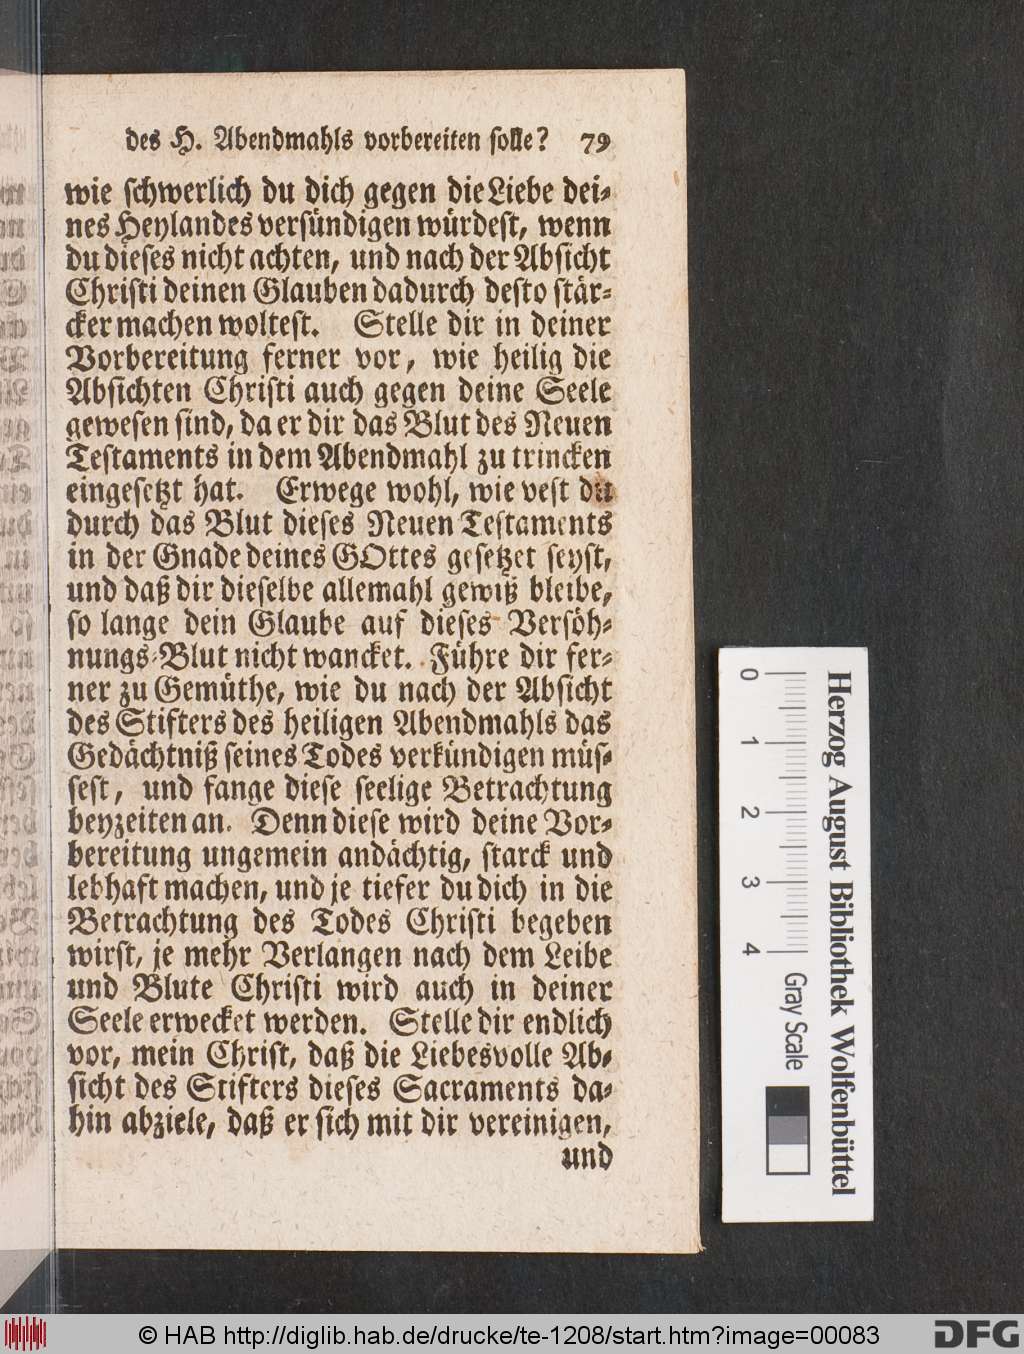 des H. Abendmahls vorbereiten solle? 79
wie schwerlich du dich gegen die Liebe dei-
nes Heylandes versündigen würdest, wenn
du dieses nicht achten, und nach der Absicht
Christi deinen Glauben dadurch desto stär-
cker machen woltest. Stelle dir in deiner
Vorbereitung ferner vor, wie heilig die
Absichten Christi auch gegen deine Seele
gewesen sind, da er dir das Blut des Neuen
Testaments in dem Abendmahl zu trincken
eingesetzt hat. Erwege wohl, wie vest du
durch das Blut dieses Neuen Testaments
in der Gnade deines GOttes gesetzet seyst,
und daß dir dieselbe allemahl gewiß bleibe,
so lange dein Glaube auf dieses Versöh-
nungs-Blut nicht wancket. Führe dir fer-
ner zu Gemüthe, wie du nach der Absicht
des Stifters des heiligen Abendmahls das
Gedächtniß seines Todes verkündigen müs-
sest, und fange diese seelige Betrachtung
beyzeiten an. Denn diese wird deine Vor-
bereitung ungemein andächtig, starck und
lebhaft machen, und je tiefer du dich in die
Betrachtung des Todes Christi begeben
wirst, je mehr Verlangen nach dem Leibe
und Blute Christi wird auch in deiner
Seele erwecket werden. Stelle dir endlich
vor, mein Christ, daß die Liebesvolle Ab-
sicht des Stifters dieses Sacraments da-
hin abziele, daß er sich mit dir vereinigen,
und
0 1 2 3 4 Gray Scale
Herzog August Bibliothek Wolfenbüttel
© HAB http://diglib.hab.de/drucke/te-1208/start.htm?image=00083
DFG